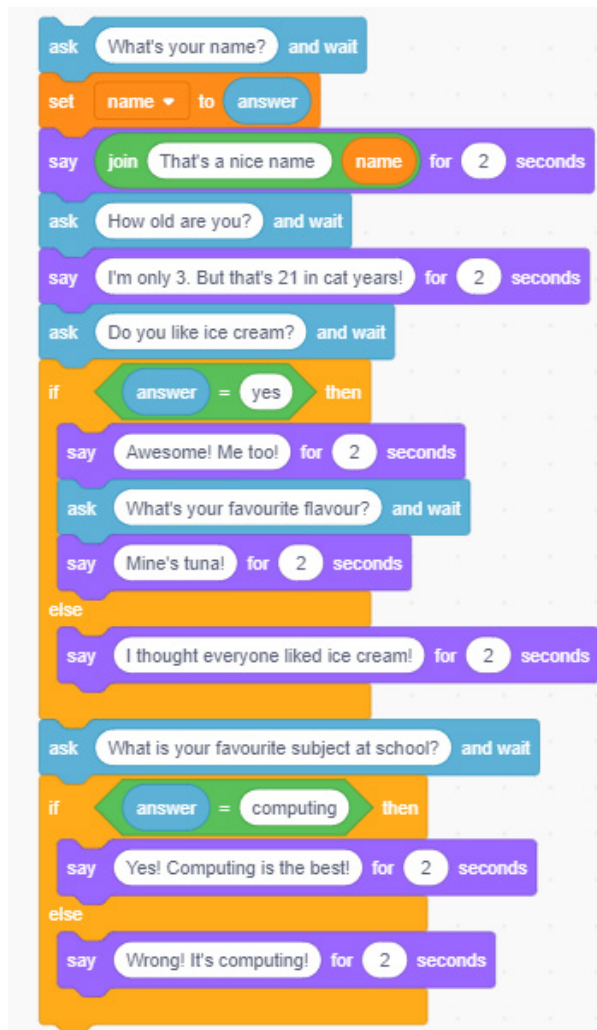 ask What's your name? and wait
set name to answer
say join That's a nice name name for 2 seconds
ask How old are you? and wait
say I'm only 3. But that's 21 in cat years! for 2 seconds
ask Do you like ice cream? and wait
if answer = yes then
say Awesome! Me too! for 2 seconds
ask What's your favourite flavour? and wait
say Mine's tuna! for 2 seconds
else
say I thought everyone liked ice cream! for 2 seconds
ask What is your favourite subject at school? and wait
if answer = computing then
say Yes! Computing is the best! for 2 seconds
else
say Wrong! It's computing! for 2 seconds